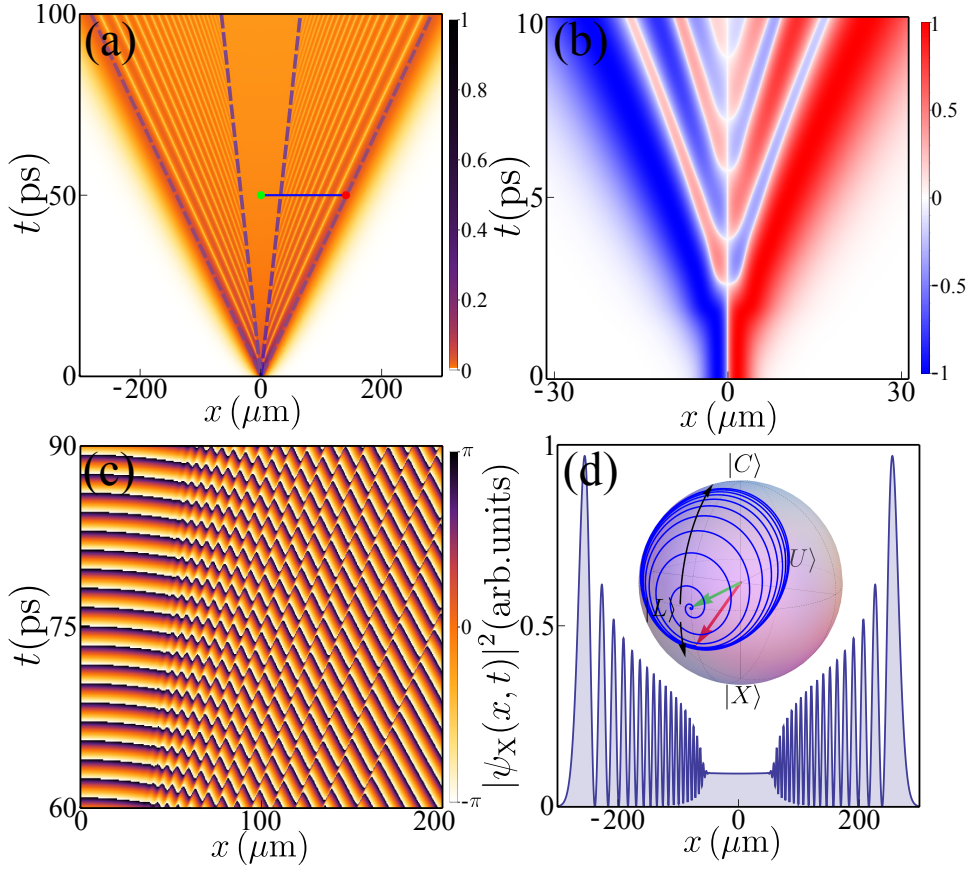 (a)
100
50
0
t(ps)
-200
0
200
x (μm)
1
0.8
0.6
0.4
0.2
0
(b)
10
5
0
t(ps)
-30
0
30
x (μm)
1
0.5
0
-0.5
-1
(c)
90
75
60
t(ps)
0
100
200
x (μm)
π
0
-π
(d)
1
0.5
0
|ψ_X(x, t)|² (arb.units)
-200
0
200
x (μm)
|C⟩
U⟩
|L⟩
|X⟩